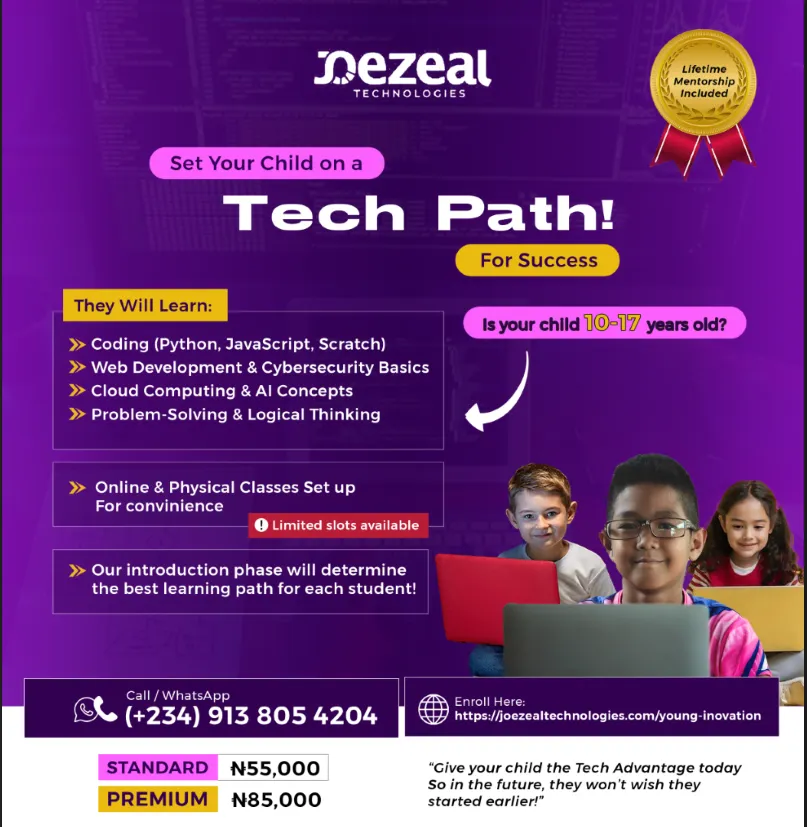 Joezeal
TECHNOLOGIES
Lifetime
Mentorship
Included
Set Your Child on a
Tech Path!
For Success
They Will Learn:
Coding (Python, JavaScript, Scratch)
Web Development & Cybersecurity Basics
Cloud Computing & AI Concepts
Problem-Solving & Logical Thinking
Is your child 10-17 years old?
Online & Physical Classes Set up
For convinience
Limited slots available
Our introduction phase will determine
the best learning path for each student!
Call / WhatsApp
(+234) 913 805 4204
Enroll Here:
https://joezealtechnologies.com/young-inovation
STANDARD ₦55,000
PREMIUM ₦85,000
“Give your child the Tech Advantage today
So in the future, they won’t wish they
started earlier!”